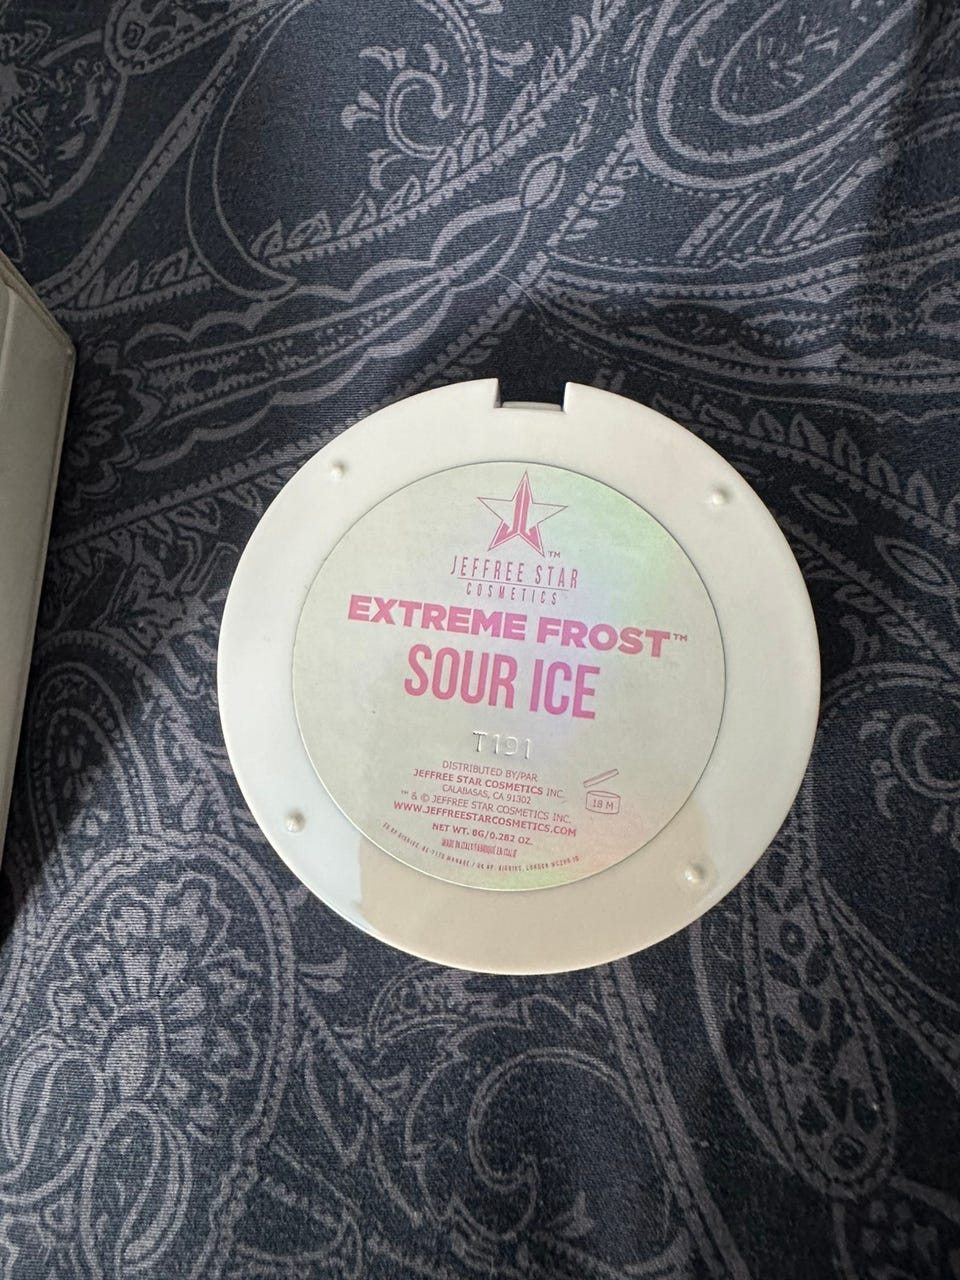 TM
JEFFREE STAR
COSMETICS
EXTREME FROST™
SOUR ICE
T191
DISTRIBUTED BY/PAR
JEFFREE STAR COSMETICS INC.
CALABASAS, CA 91302
™ & © JEFFREE STAR COSMETICS INC.
WWW.JEFFREESTARCOSMETICS.COM
NET WT. 8G/0.282 OZ.
MADE IN ITALY/FABRIQUÉ EN ITALIE
18 M